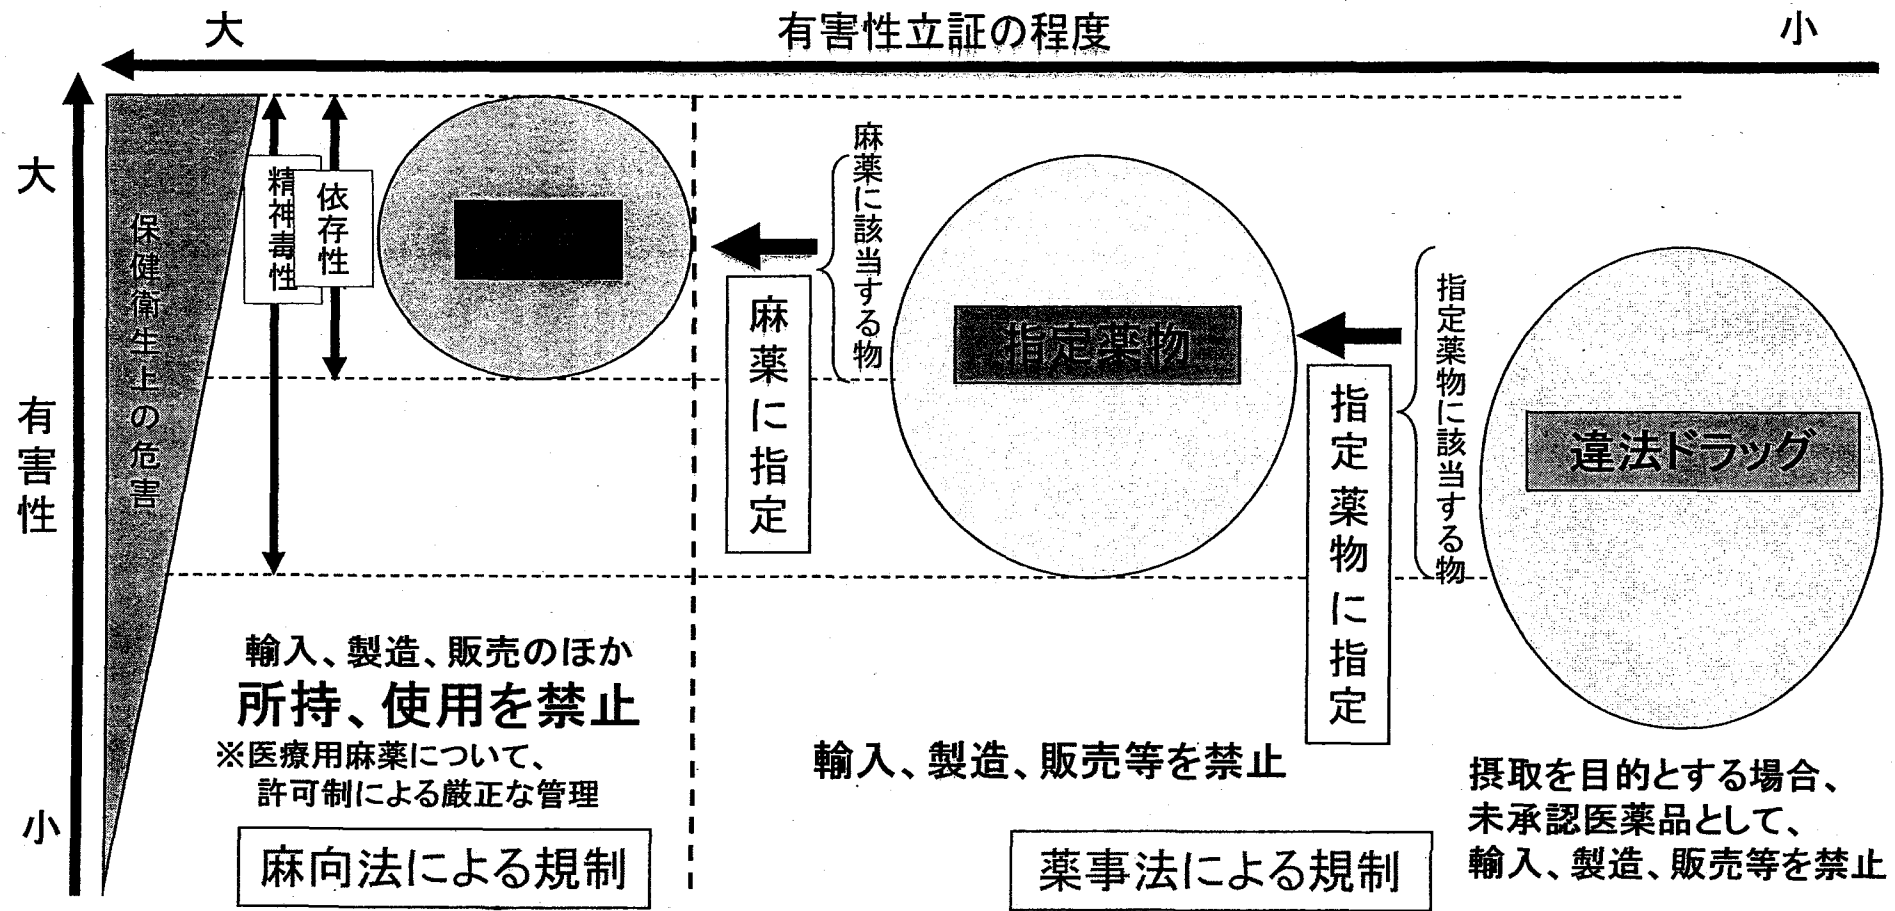 大
有害性立証の程度
小
大
有害性
小
保健衛生上の危害
精神毒性
依存性
麻薬に指定
麻薬に該当する物
指定薬物
指定薬物に指定
指定薬物に該当する物
違法ドラッグ
輸入、製造、販売のほか
所持、使用を禁止
※医療用麻薬について、
許可制による厳正な管理
麻向法による規制
輸入、製造、販売等を禁止
薬事法による規制
摂取を目的とする場合、
未承認医薬品として、
輸入、製造、販売等を禁止